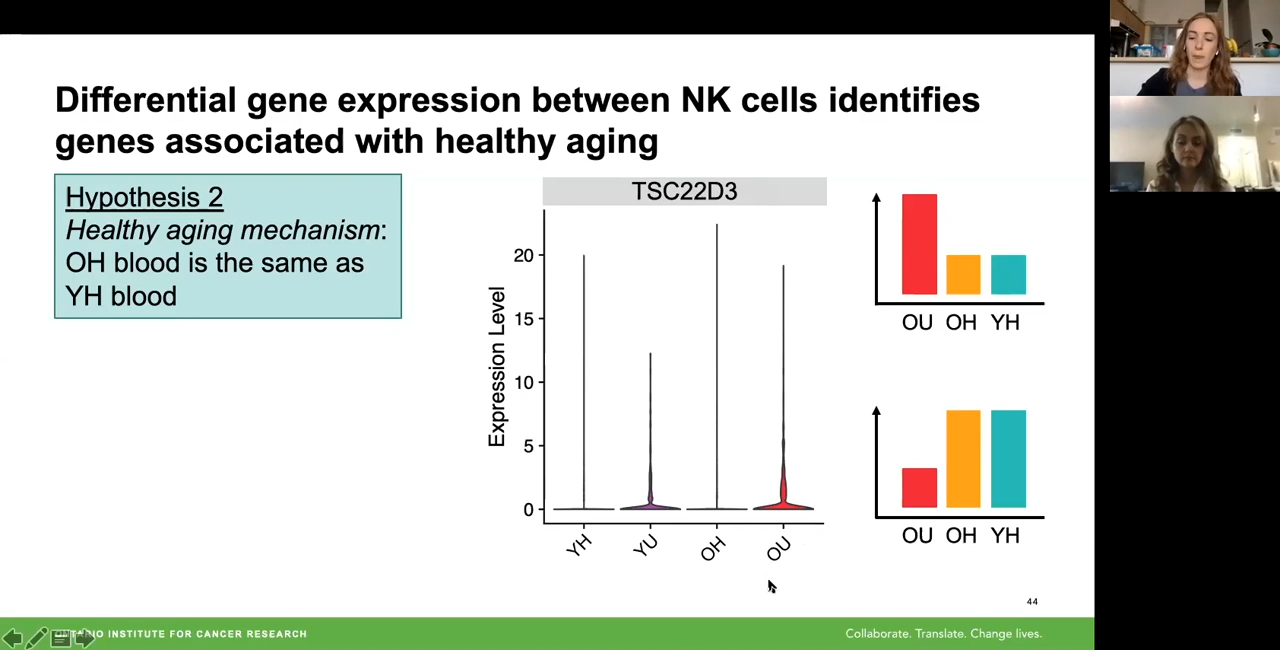 Differential gene expression between NK cells identifies
genes associated with healthy aging
Hypothesis 2
Healthy aging mechanism:
OH blood is the same as
YH blood
TSC22D3
Expression Level
20
15
10
5
0
YH
YU
OH
OU
OU OH YH
OU OH YH
44
INSTITUTE FOR CANCER RESEARCH
Collaborate. Translate. Change lives.